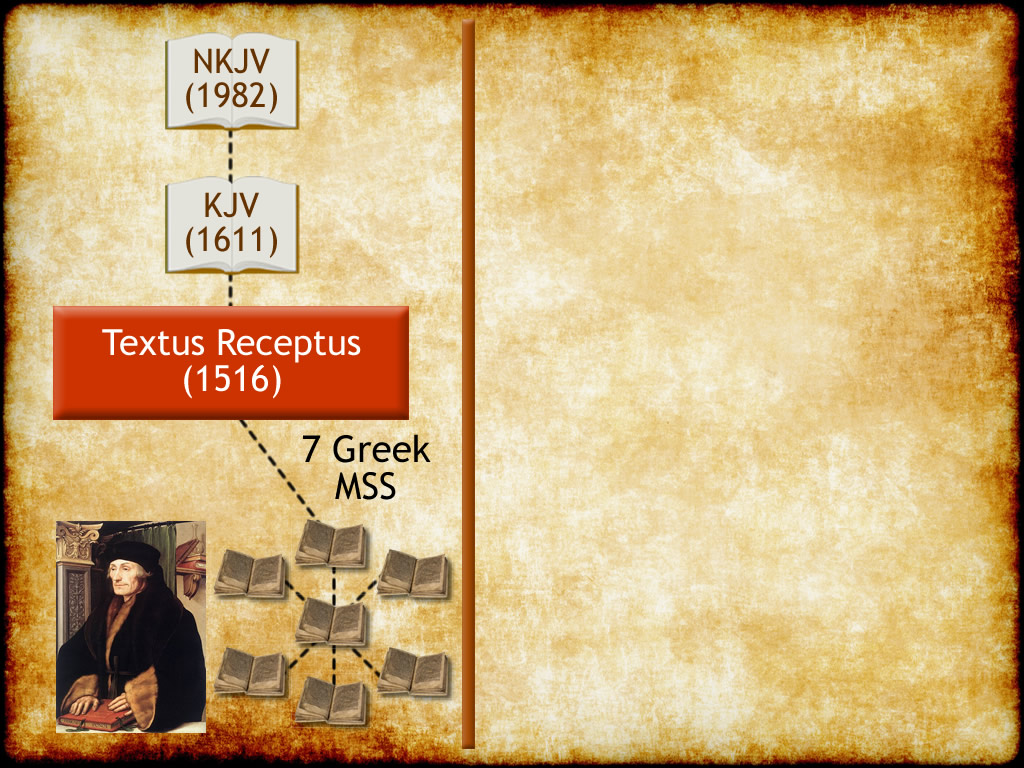 NKJV
(1982)
KJV
(1611)
Textus Receptus
(1516)
7 Greek
MSS